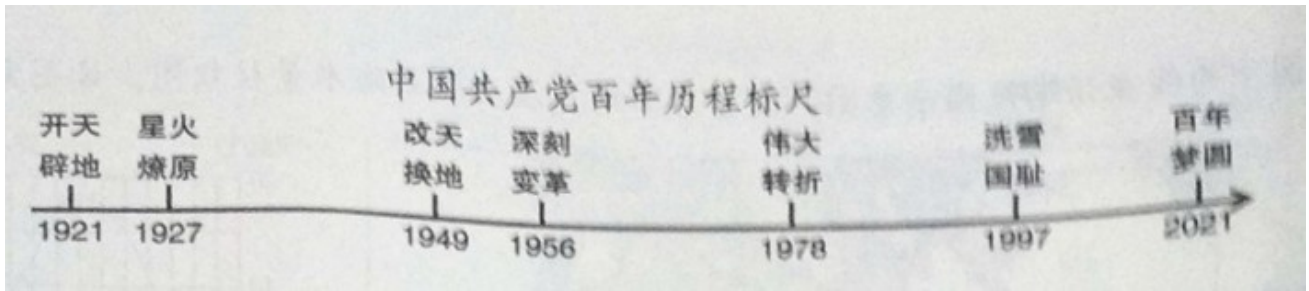 中国共产党百年历程标尺
开天
辟地
星火
燎原
改天
换地
深刻
变革
伟大
转折
洗雪
国耻
百年
梦圆
1921
1927
1949
1956
1978
1997
2021